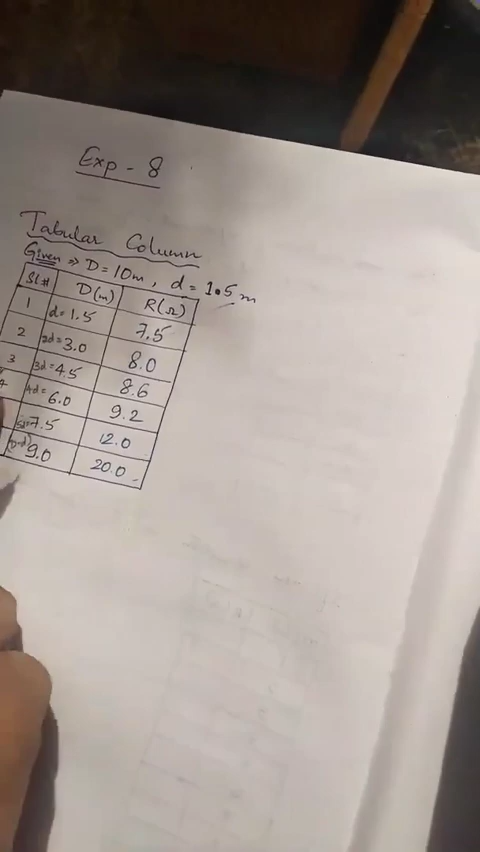 Exp - 8
Tabular Column
Given => D = 10m, d = 1.5 m
Sl# D(m) R(Ω)
1 d = 1.5 7.5
2 2d = 3.0 8.0
3 3d = 4.5 8.6
4 4d = 6.0 9.2
7.5 12.0
9.0 20.0